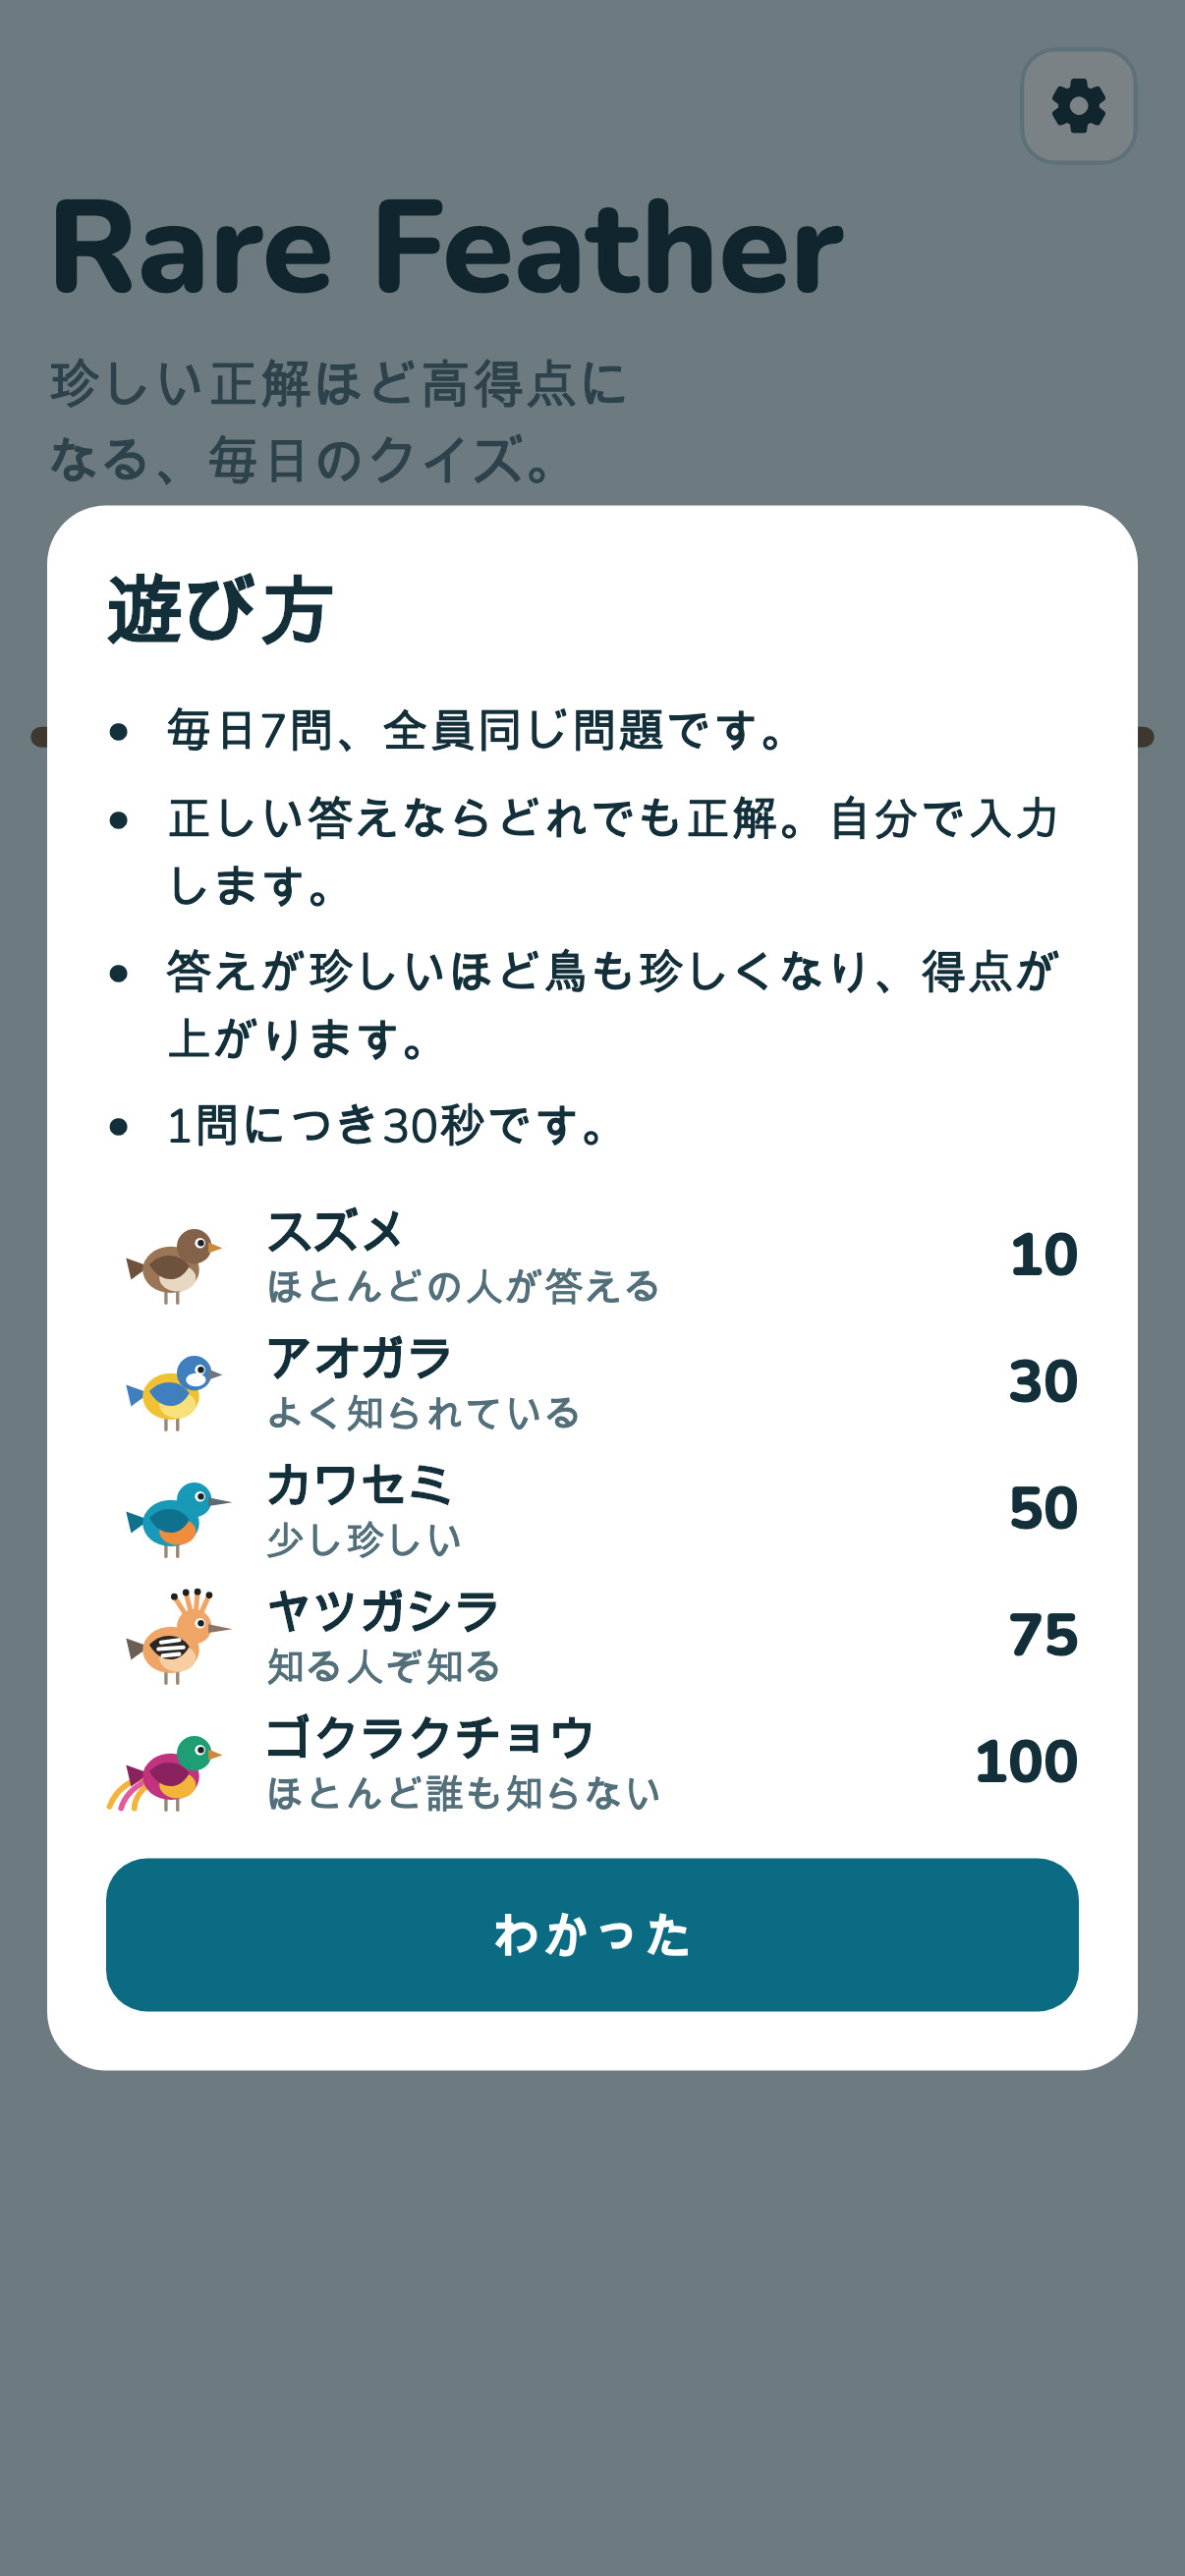 Rare Feather
珍しい正解ほど高得点に
なる、毎日のクイズ。
遊び方
• 毎日7問、全員同じ問題です。
• 正しい答えならどれでも正解。自分で入力
します。
• 答えが珍しいほど鳥も珍しくなり、得点が
上がります。
• 1問につき30秒です。
スズメ
ほとんどの人が答える
10
アオガラ
よく知られている
30
カワセミ
少し珍しい
50
ヤツガシラ
知る人ぞ知る
75
ゴクラクチョウ
ほとんど誰も知らない
100
わかった